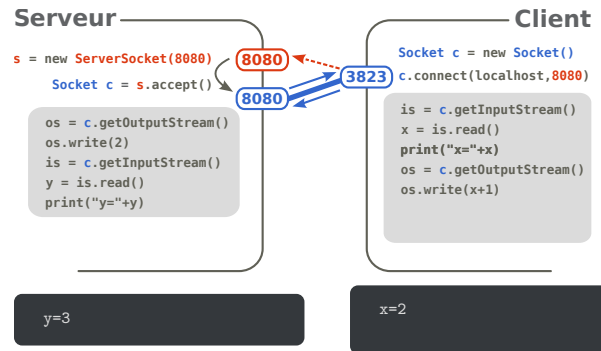 Serveur
s = new ServerSocket(8080)
Socket c = s.accept()
8080
8080
os = c.getOutputStream()
os.write(2)
is = c.getInputStream()
y = is.read()
print("y="+y)
y=3
Client
3823
Socket c = new Socket()
c.connect(localhost,8080)
is = c.getInputStream()
x = is.read()
print("x="+x)
os = c.getOutputStream()
os.write(x+1)
x=2